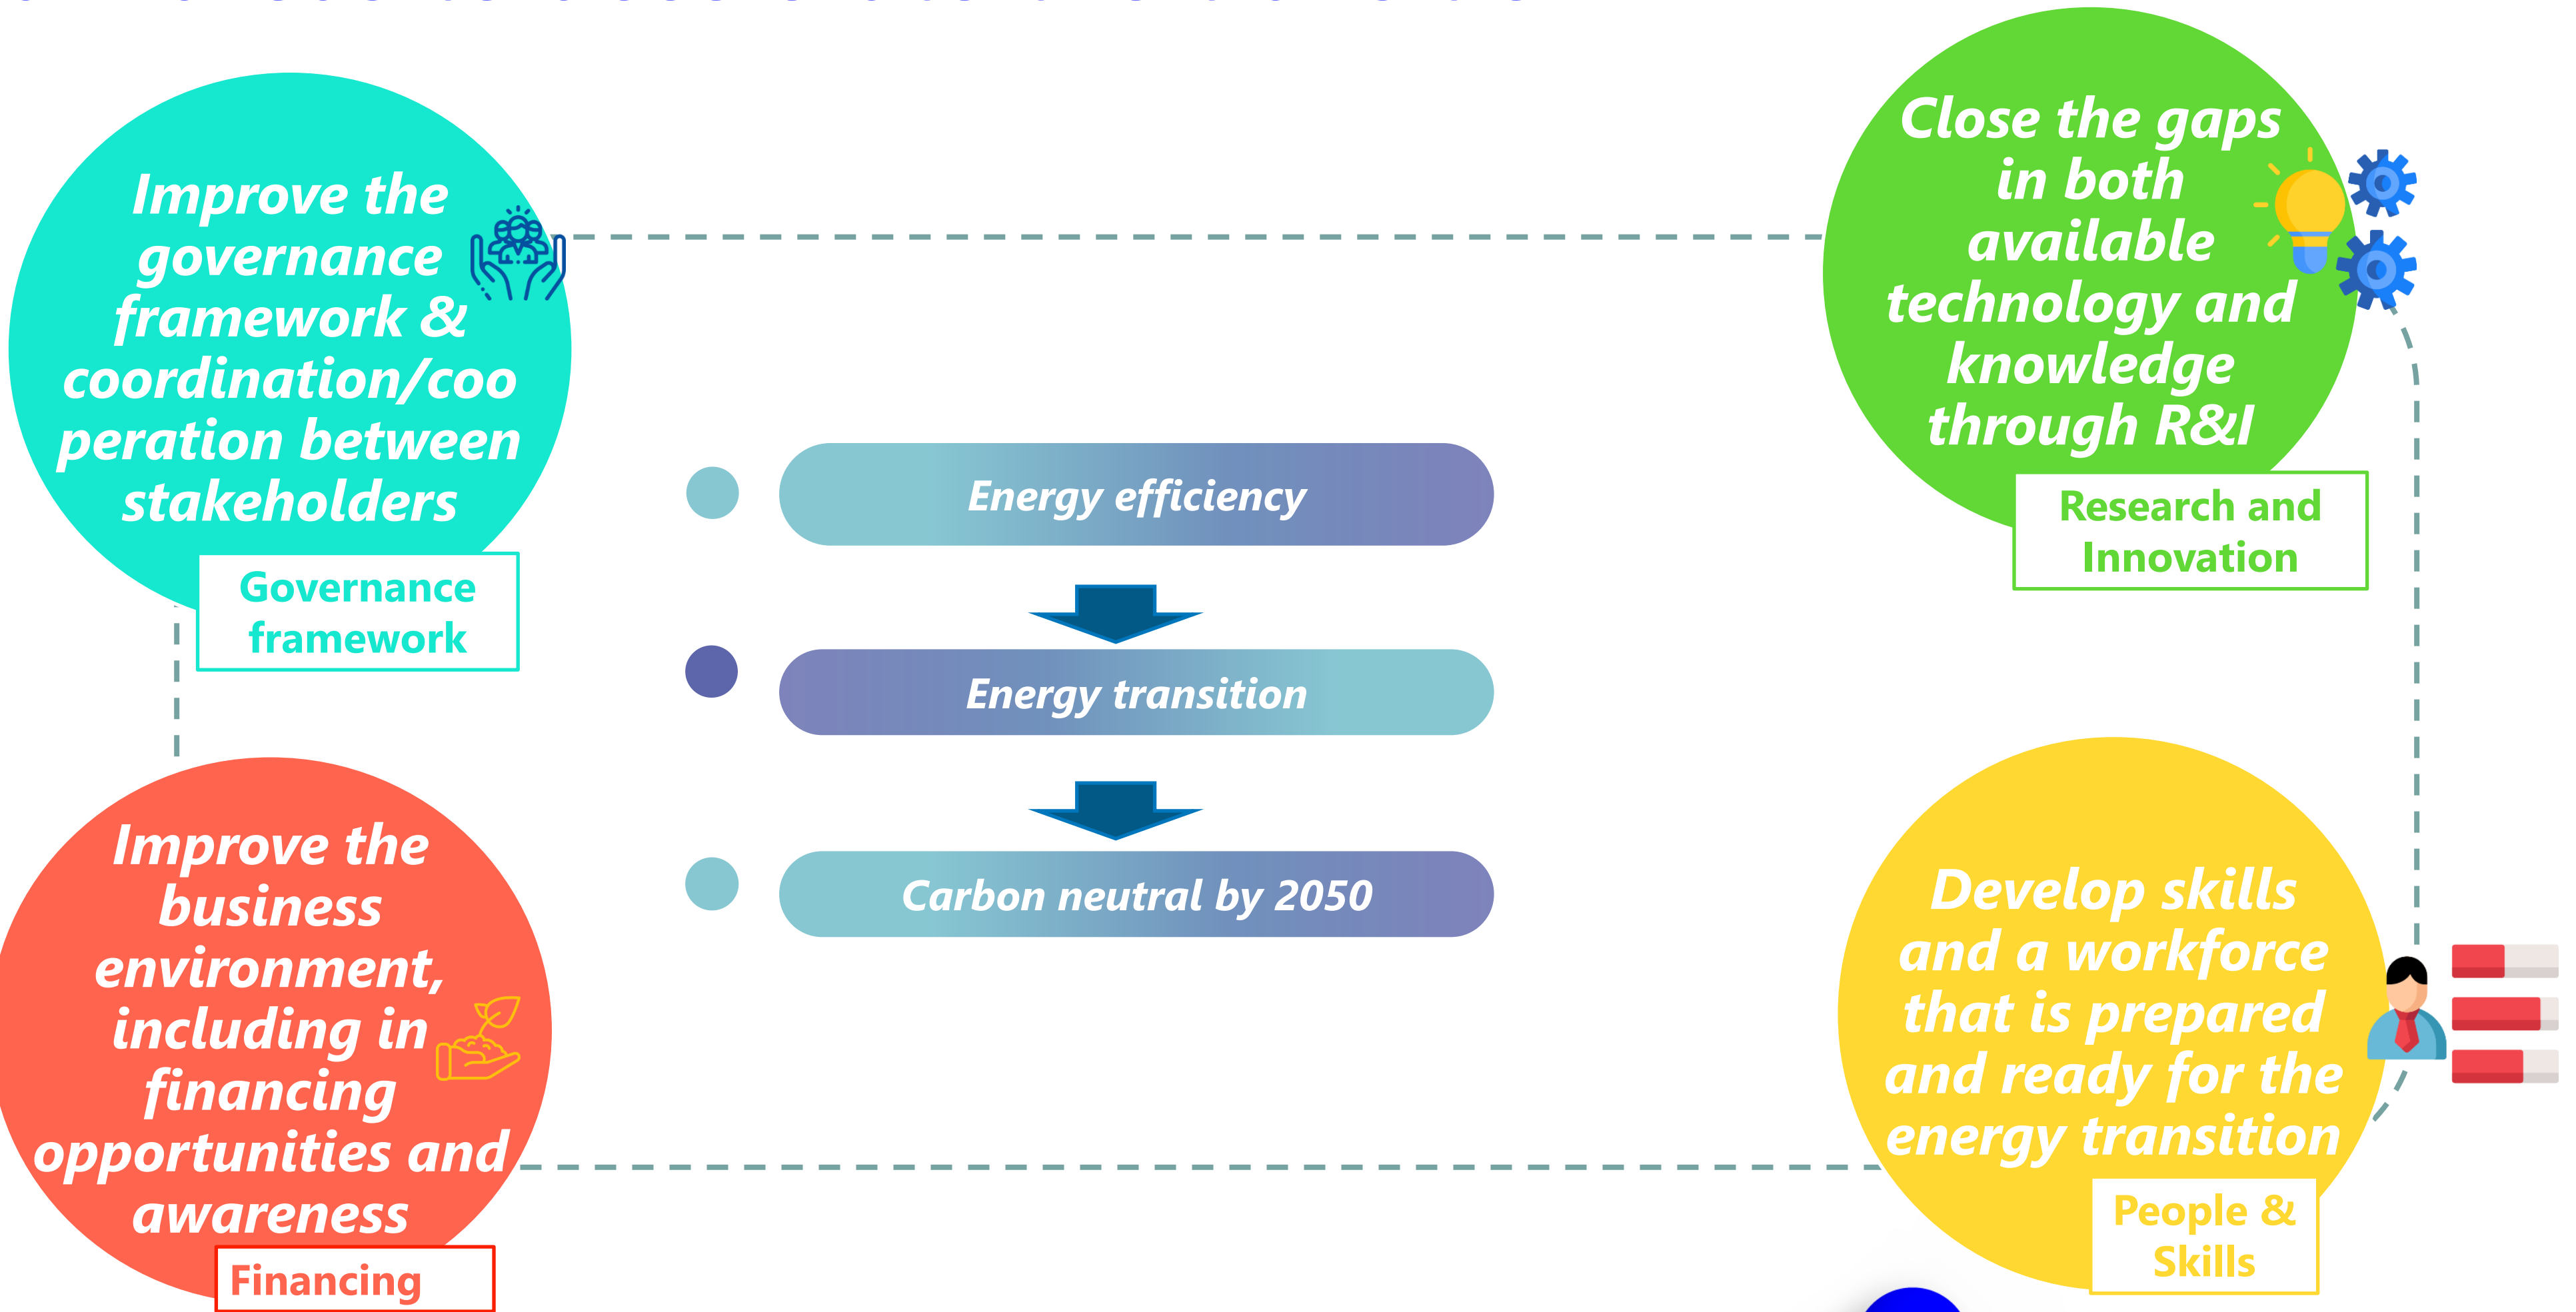 Improve the
governance
framework &
coordination/coo
peration between
stakeholders
Governance
framework
Close the gaps
in both
available
technology and
knowledge
through R&I
Research and
Innovation
Energy efficiency
Energy transition
Carbon neutral by 2050
Improve the
business
environment,
including in
financing
opportunities and
awareness
Financing
Develop skills
and a workforce
that is prepared
and ready for the
energy transition
People &
Skills